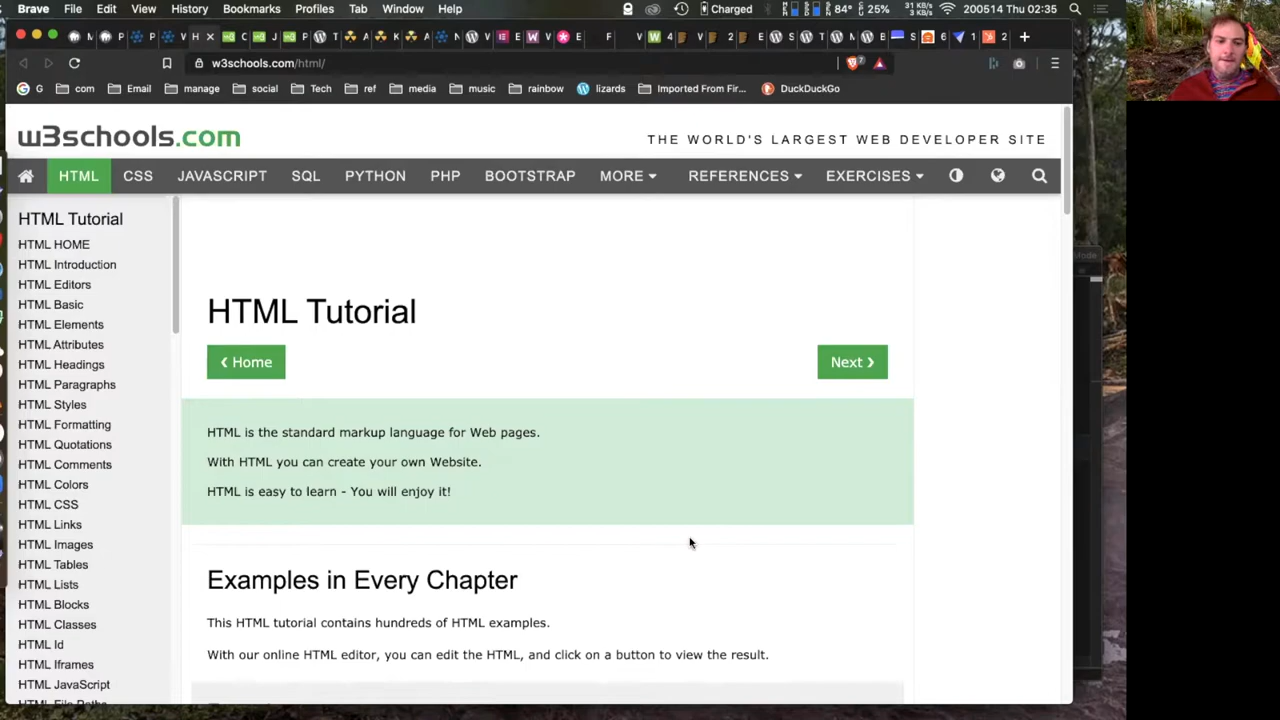 Brave File Edit View History Bookmarks Profiles Tab Window Help Charged 84° 25% 31 KB/s 3 KB/s 200514 Thu 02:35
w3schools.com/html/
G com Email manage social Tech ref media music rainbow lizards Imported From Fir... DuckDuckGo
w3schools.com
THE WORLD'S LARGEST WEB DEVELOPER SITE
HTML CSS JAVASCRIPT SQL PYTHON PHP BOOTSTRAP MORE REFERENCES EXERCISES
HTML Tutorial
HTML HOME
HTML Introduction
HTML Editors
HTML Basic
HTML Elements
HTML Attributes
HTML Headings
HTML Paragraphs
HTML Styles
HTML Formatting
HTML Quotations
HTML Comments
HTML Colors
HTML CSS
HTML Links
HTML Images
HTML Tables
HTML Lists
HTML Blocks
HTML Classes
HTML Id
HTML Iframes
HTML JavaScript
HTML File Paths
HTML Tutorial
❮ Home
Next ❯
HTML is the standard markup language for Web pages.
With HTML you can create your own Website.
HTML is easy to learn - You will enjoy it!
Examples in Every Chapter
This HTML tutorial contains hundreds of HTML examples.
With our online HTML editor, you can edit the HTML, and click on a button to view the result.